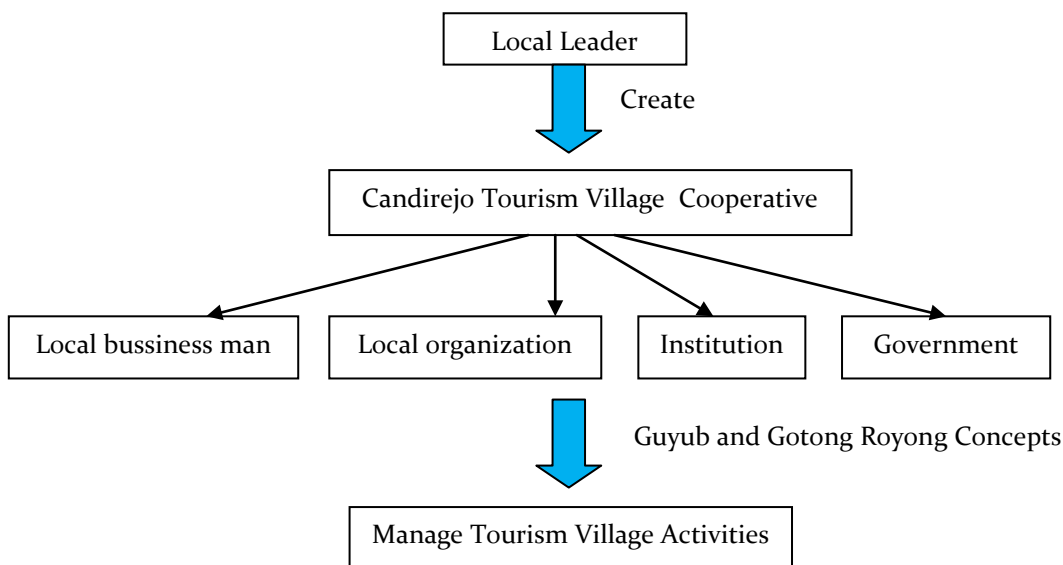 Local Leader
Create
Candirejo Tourism Village Cooperative
Local bussiness man
Local organization
Institution
Government
Guyub and Gotong Royong Concepts
Manage Tourism Village Activities